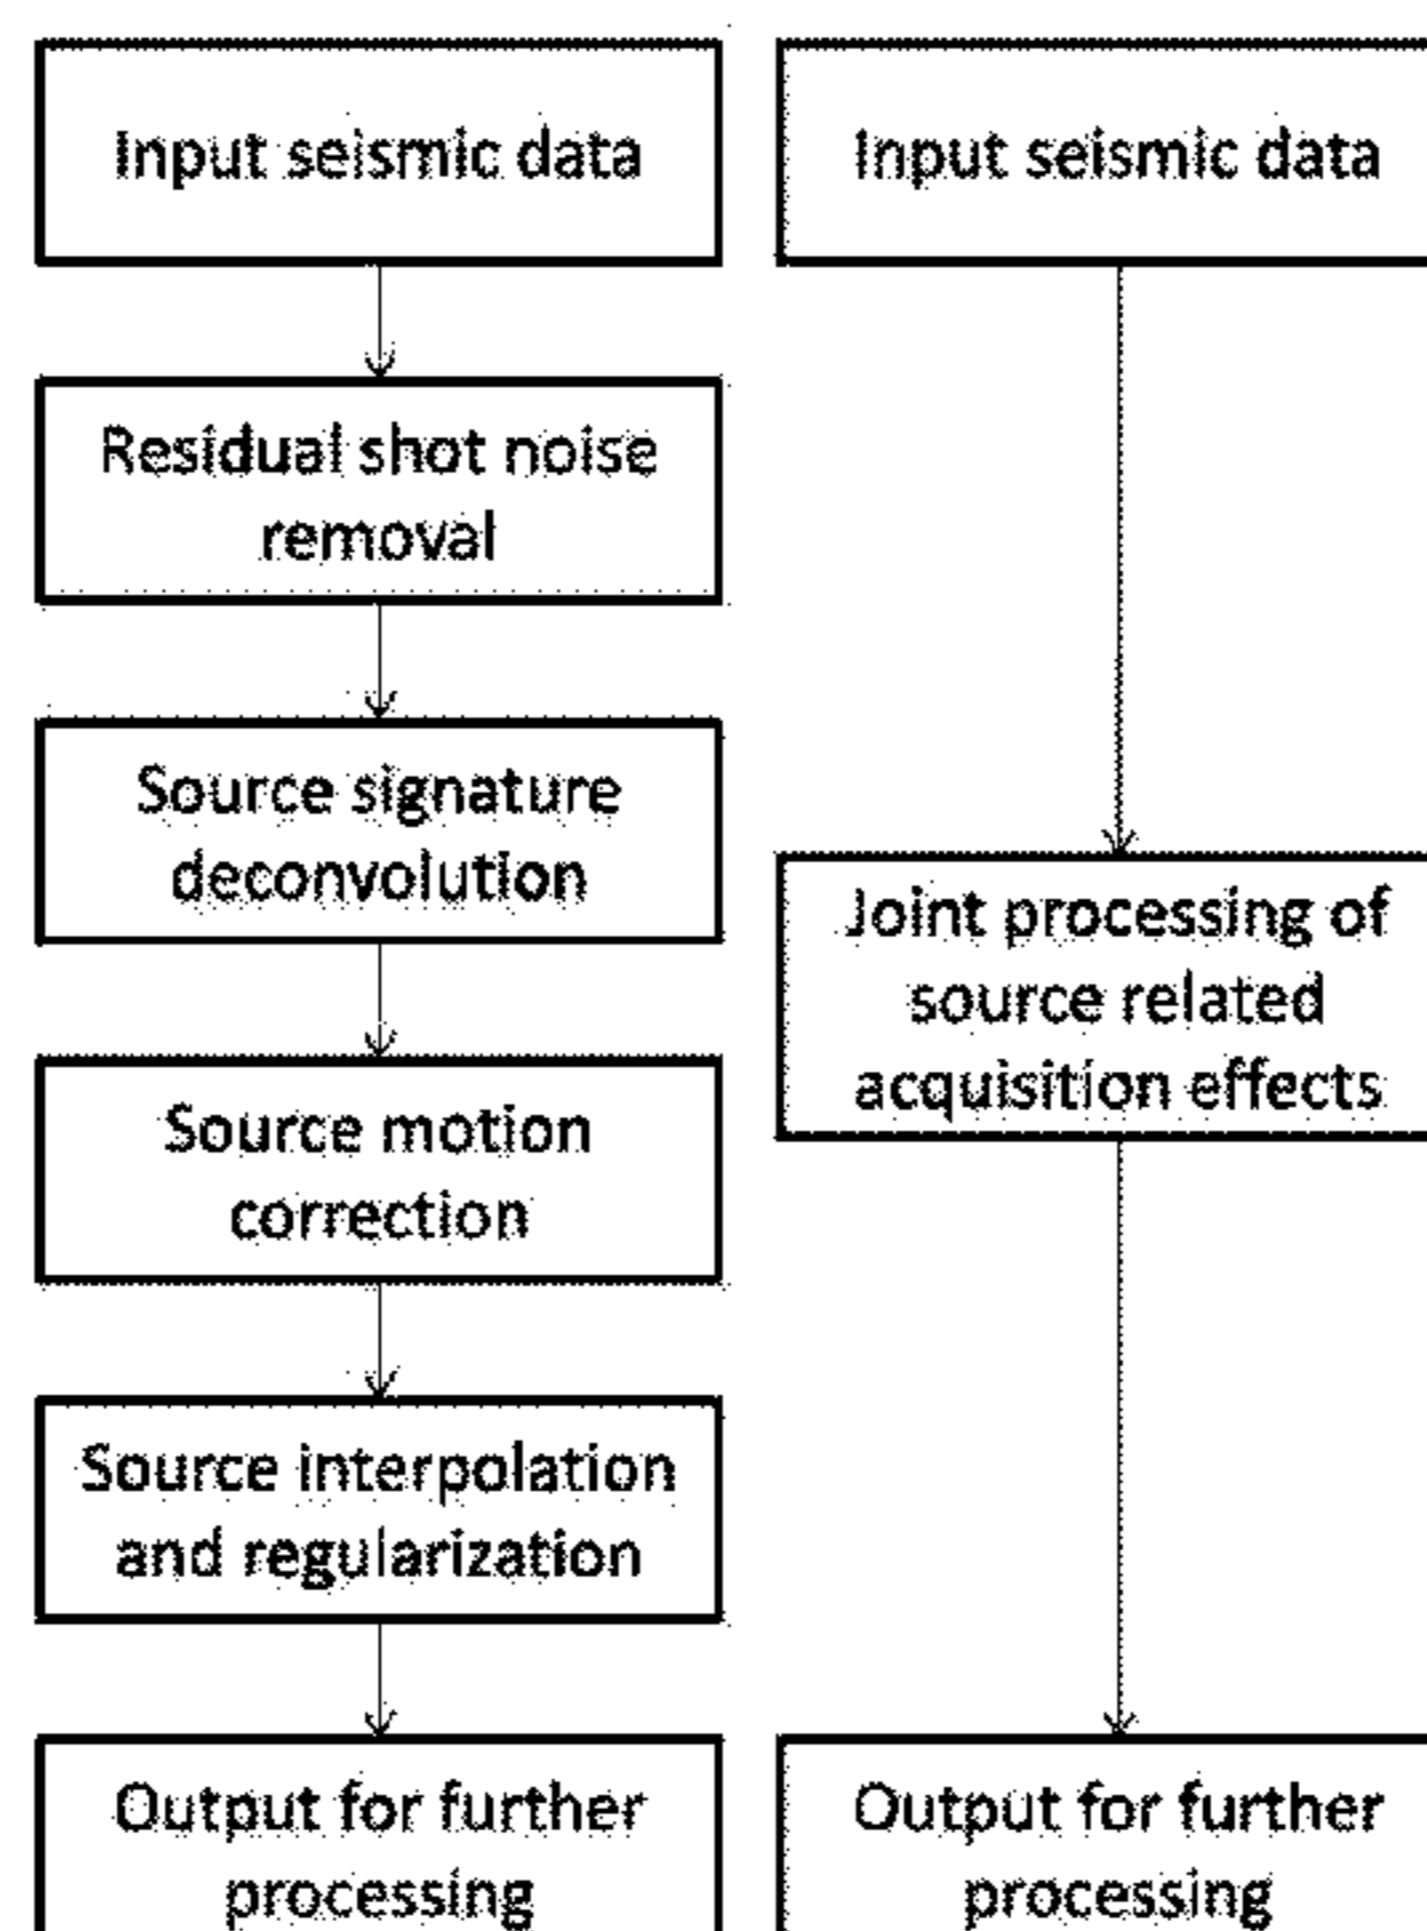 Input seismic data
Residual shot noise
removal
Source signature
deconvolution
Source motion
correction
Source interpolation
and regularization
Output for further
processing
Input seismic data
Joint processing of
source related
acquisition effects
Output for further
processing